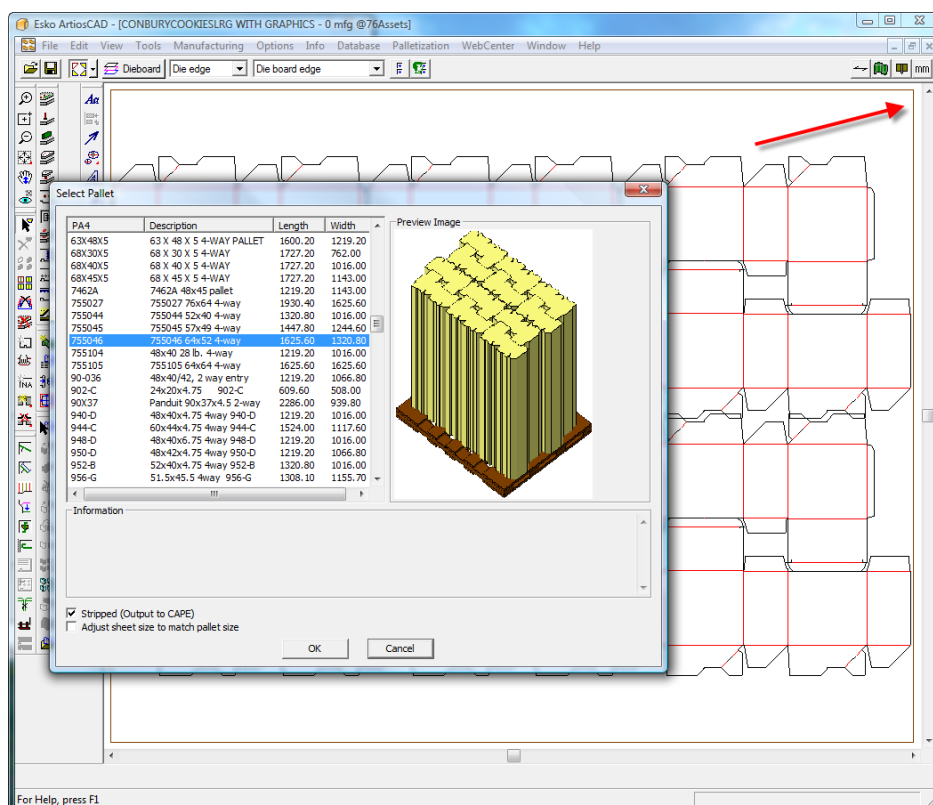 Esko ArtiosCAD - [CONBURYCOOKIESLRG WITH GRAPHICS - 0 mfg @76Assets]
File Edit View Tools Manufacturing Options Info Database Palletization WebCenter Window Help
Dieboard Die edge Die board edge mm
Select Pallet
PA4 Description Length Width
63X48X5 63 X 48 X 5 4-WAY PALLET 1600.20 1219.20
68X30X5 68 X 30 X 5 4-WAY 1727.20 762.00
68X40X5 68 X 40 X 5 4-WAY 1727.20 1016.00
68X45X5 68 X 45 X 5 4-WAY 1727.20 1143.00
7462A 7462A 48x45 pallet 1219.20 1143.00
755027 755027 76x64 4-way 1930.40 1625.60
755044 755044 52x40 4-way 1320.80 1016.00
755045 755045 57x49 4-way 1447.80 1244.60
755046 755046 64x52 4-way 1625.60 1320.80
755104 48x40 28 lb. 4-way 1219.20 1016.00
755105 755105 64x64 4-way 1625.60 1625.60
90-036 48x40/42, 2 way entry 1219.20 1066.80
902-C 24x20x4.75 902-C 609.60 508.00
90X37 Panduit 90x37x4.5 2-way 2286.00 939.80
940-D 48x40x4.75 4way 940-D 1219.20 1016.00
944-C 60x44x4.75 4way 944-C 1524.00 1117.60
948-D 48x40x6.75 4way 948-D 1219.20 1016.00
950-D 48x42x4.75 4way 950-D 1219.20 1066.80
952-B 52x40x4.75 4way 952-B 1320.80 1016.00
956-G 51.5x45.5 4way 956-G 1308.10 1155.70
Preview Image
Information
Stripped (Output to CAPE)
Adjust sheet size to match pallet size
OK Cancel
For Help, press F1